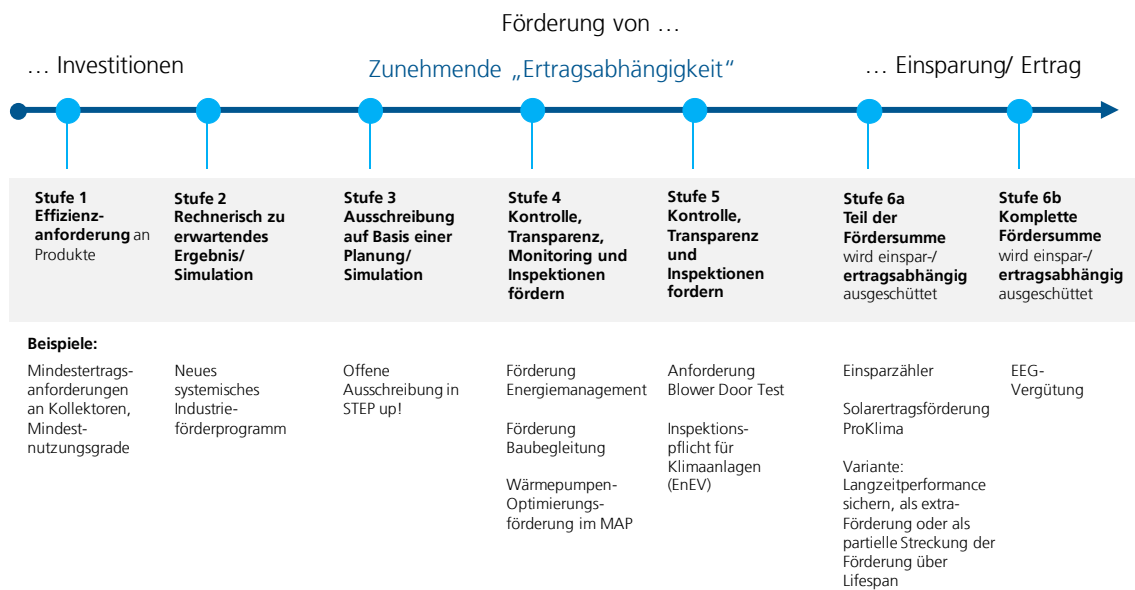 Förderung von …
… Investitionen
Zunehmende „Ertragsabhängigkeit“
… Einsparung/ Ertrag
Stufe 1
Effizienz-
anforderung an
Produkte
Stufe 2
Rechnerisch zu
erwartendes
Ergebnis/
Simulation
Stufe 3
Ausschreibung
auf Basis einer
Planung/
Simulation
Stufe 4
Kontrolle,
Transparenz,
Monitoring und
Inspektionen
fördern
Stufe 5
Kontrolle,
Transparenz
und
Inspektionen
fordern
Stufe 6a
Teil der
Fördersumme
wird einspar-/
ertragsabhängig
ausgeschüttet
Stufe 6b
Komplette
Fördersumme
wird einspar-/
ertragsabhängig
ausgeschüttet
Beispiele:
Mindestertrags-
anforderungen
an Kollektoren,
Mindest-
nutzungsgrade
Neues
systemisches
Industrie-
förderprogramm
Offene
Ausschreibung in
STEP up!
Förderung
Energiemanagement
Förderung
Baubegleitung
Wärmepumpen-
Optimierungs-
förderung im MAP
Anforderung
Blower Door Test
Inspektions-
pflicht für
Klimaanlagen
(EnEV)
Einsparzähler
Solarertragsförderung
ProKlima
Variante:
Langzeitperformance
sichern, als extra-
Förderung oder als
partielle Streckung der
Förderung über
Lifespan
EEG-
Vergütung